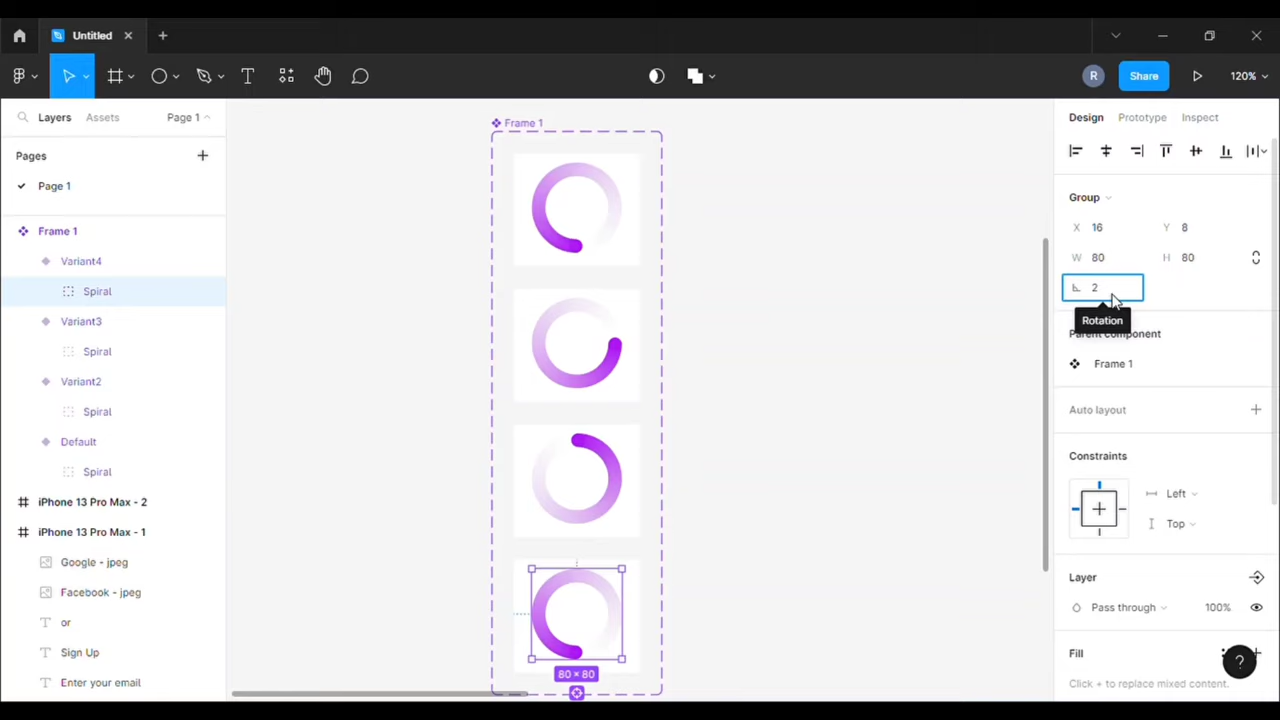 Untitled
R
Share
120%
Layers
Assets
Page 1
Pages
Page 1
Frame 1
Variant4
Spiral
Variant3
Spiral
Variant2
Spiral
Default
Spiral
iPhone 13 Pro Max - 2
iPhone 13 Pro Max - 1
Google - jpeg
Facebook - jpeg
or
Sign Up
Enter your email
Frame 1
80 × 80
Design
Prototype
Inspect
Group
X 16
Y 8
W 80
H 80
2
Rotation
Parent component
Frame 1
Auto layout
Constraints
Left
Top
Layer
Pass through
100%
Fill
?
Click + to replace mixed content.